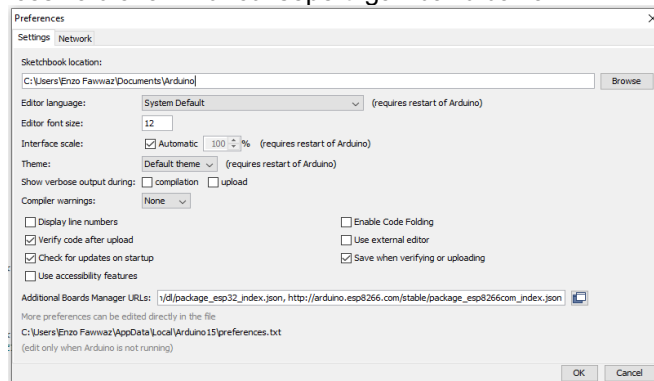 Preferences
Settings Network
Sketchbook location:
C:\Users\Enzo Fawwaz\Documents\Arduino Browse
Editor language: System Default (requires restart of Arduino)
Editor font size: 12
Interface scale: Automatic 100 % (requires restart of Arduino)
Theme: Default theme (requires restart of Arduino)
Show verbose output during: compilation upload
Compiler warnings: None
Display line numbers Enable Code Folding
Verify code after upload Use external editor
Check for updates on startup Save when verifying or uploading
Use accessibility features
Additional Boards Manager URLs: /dl/package_esp32_index.json, http://arduino.esp8266.com/stable/package_esp8266com_index.json
More preferences can be edited directly in the file
C:\Users\Enzo Fawwaz\AppData\Local\Arduino15\preferences.txt
(edit only when Arduino is not running)
OK Cancel